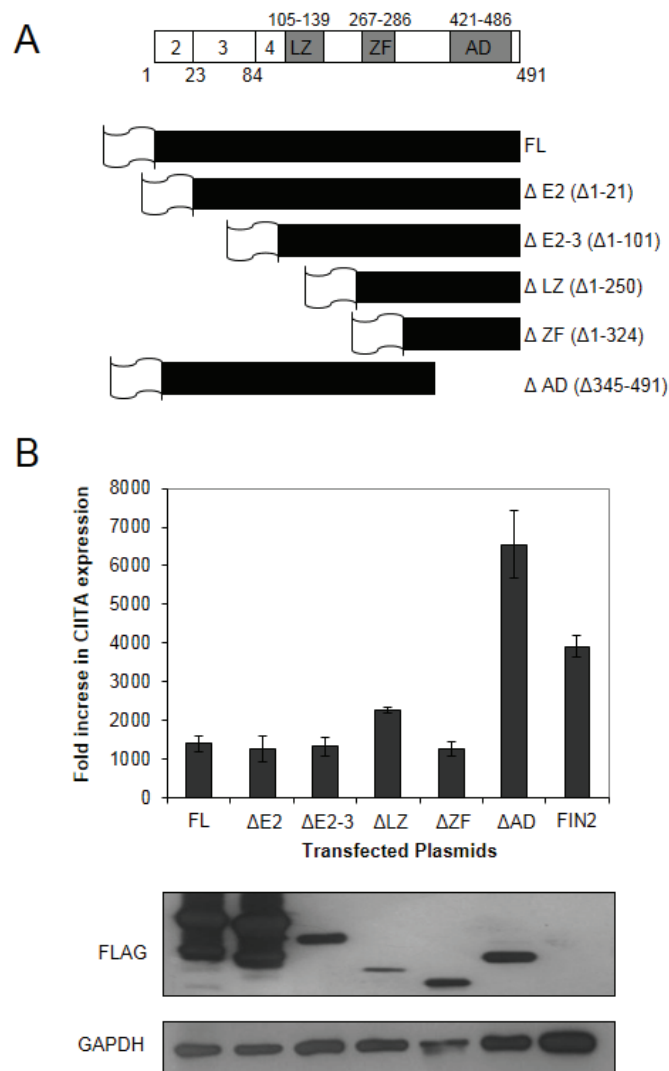 A
105-139 267-286 421-486
2 3 4 LZ ZF AD
1 23 84 491
FL
Δ E2 (Δ1-21)
Δ E2-3 (Δ1-101)
Δ LZ (Δ1-250)
Δ ZF (Δ1-324)
Δ AD (Δ345-491)
B
Fold increse in CIITA expression
8000
7000
6000
5000
4000
3000
2000
1000
0
FL ΔE2 ΔE2-3 ΔLZ ΔZF ΔAD FIN2
Transfected Plasmids
FLAG
GAPDH